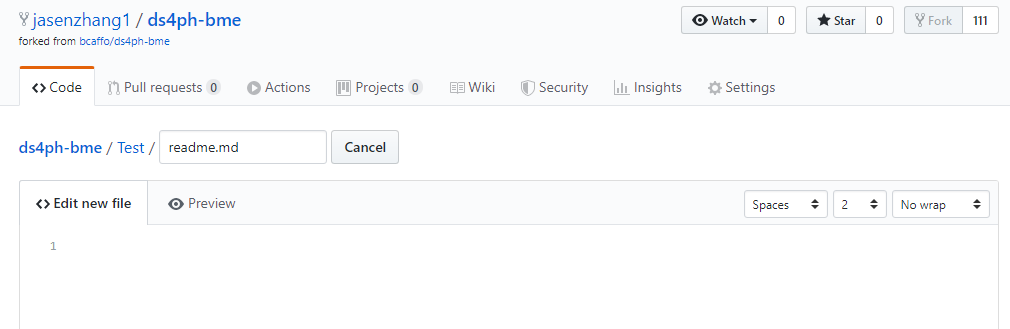 jasenzhang1 / ds4ph-bme
Watch 0 Star 0 Fork 111
forked from bcaffo/ds4ph-bme
Code Pull requests 0 Actions Projects 0 Wiki Security Insights Settings
ds4ph-bme / Test / readme.md Cancel
Edit new file Preview Spaces 2 No wrap
1